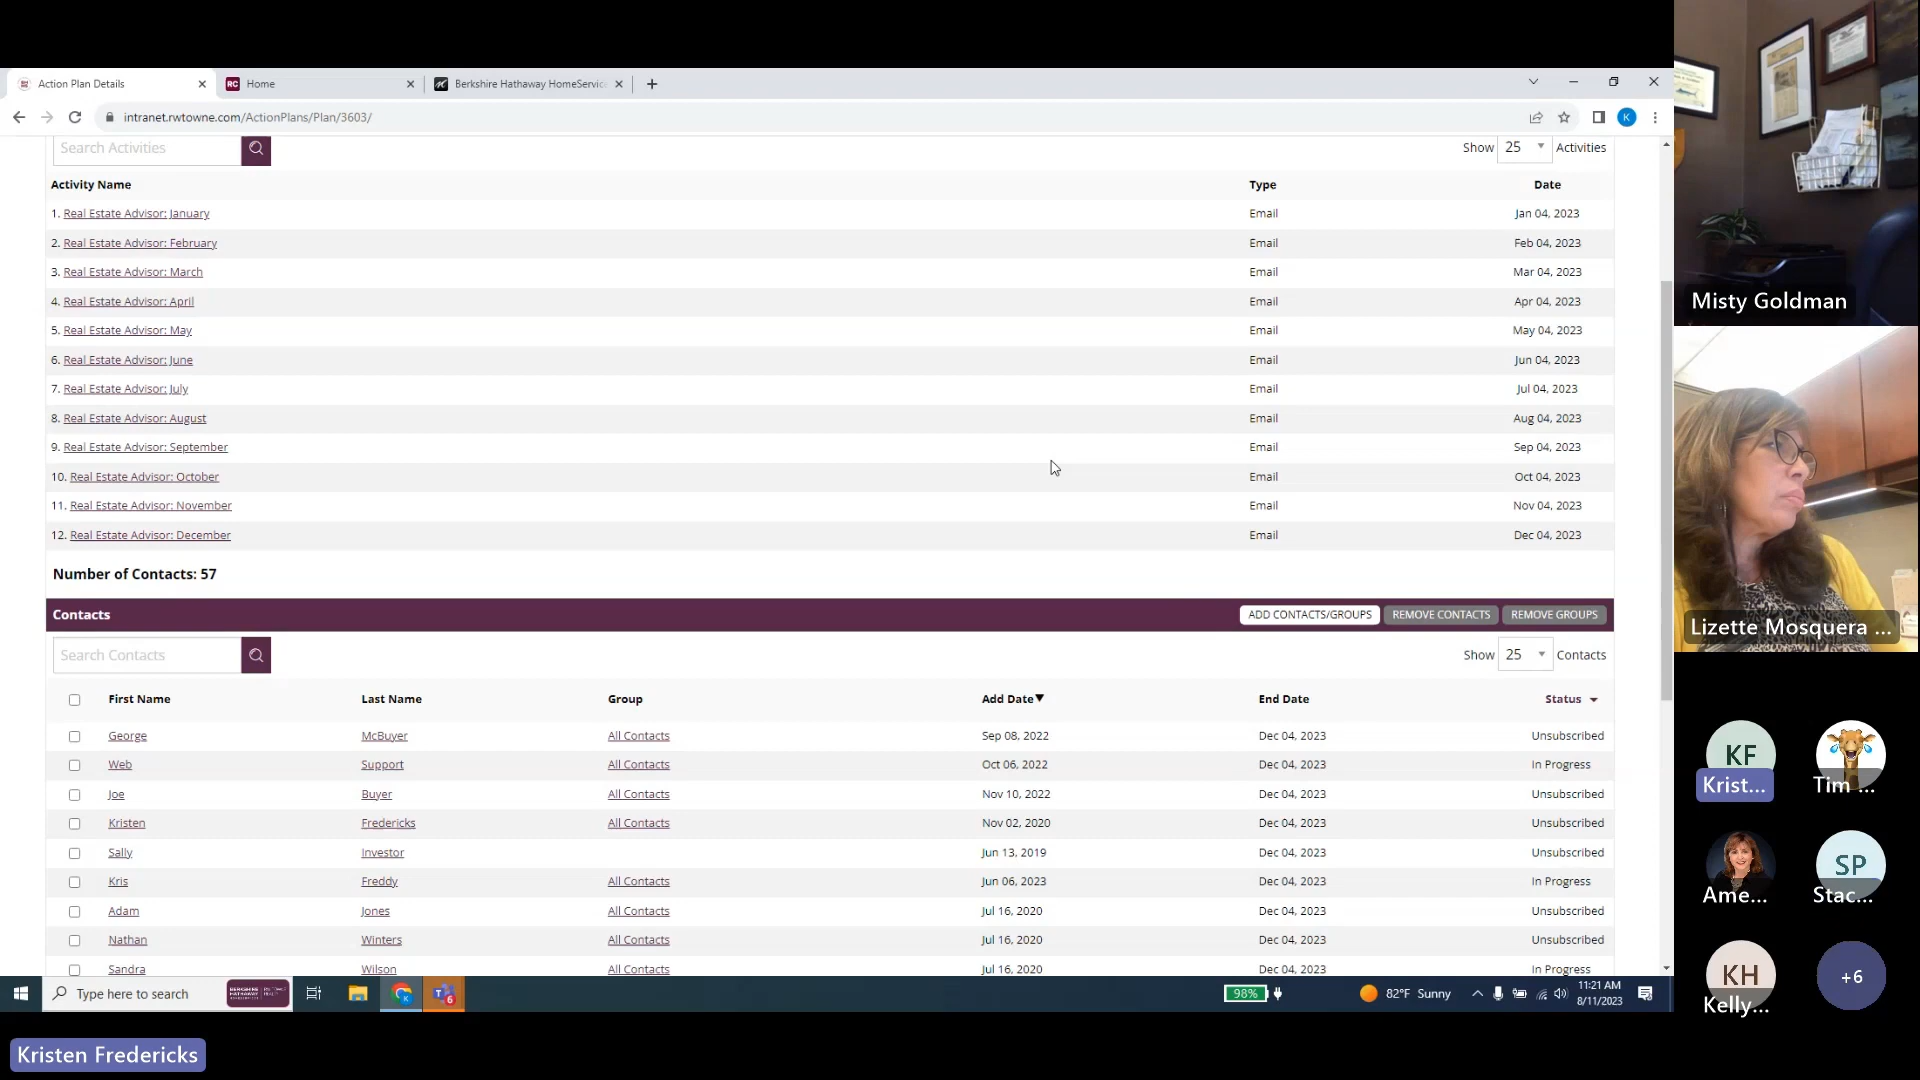 Action Plan Details
RC Home
Berkshire Hathaway HomeServic
intranet.rwtowne.com/ActionPlans/Plan/3603/
K
Search Activities
Show 25 Activities
Activity Name Type Date
1. Real Estate Advisor: January Email Jan 04, 2023
2. Real Estate Advisor: February Email Feb 04, 2023
3. Real Estate Advisor: March Email Mar 04, 2023
4. Real Estate Advisor: April Email Apr 04, 2023
5. Real Estate Advisor: May Email May 04, 2023
6. Real Estate Advisor: June Email Jun 04, 2023
7. Real Estate Advisor: July Email Jul 04, 2023
8. Real Estate Advisor: August Email Aug 04, 2023
9. Real Estate Advisor: September Email Sep 04, 2023
10. Real Estate Advisor: October Email Oct 04, 2023
11. Real Estate Advisor: November Email Nov 04, 2023
12. Real Estate Advisor: December Email Dec 04, 2023
Number of Contacts: 57
Contacts ADD CONTACTS/GROUPS REMOVE CONTACTS REMOVE GROUPS
Search Contacts
Show 25 Contacts
First Name Last Name Group Add Date▼ End Date Status
George McBuyer All Contacts Sep 08, 2022 Dec 04, 2023 Unsubscribed
Web Support All Contacts Oct 06, 2022 Dec 04, 2023 In Progress
Joe Buyer All Contacts Nov 10, 2022 Dec 04, 2023 Unsubscribed
Kristen Fredericks All Contacts Nov 02, 2020 Dec 04, 2023 Unsubscribed
Sally Investor Jun 13, 2019 Dec 04, 2023 Unsubscribed
Kris Freddy All Contacts Jun 06, 2023 Dec 04, 2023 In Progress
Adam Jones All Contacts Jul 16, 2020 Dec 04, 2023 Unsubscribed
Nathan Winters All Contacts Jul 16, 2020 Dec 04, 2023 Unsubscribed
Sandra Wilson All Contacts Jul 16, 2020 Dec 04, 2023 In Progress
Type here to search
98%
82°F Sunny
11:21 AM
8/11/2023
Kristen Fredericks
Misty Goldman
Lizette Mosquera ...
KF
Krist...
Tim ...
Ame...
SP
Stac...
KH
Kelly...
+6